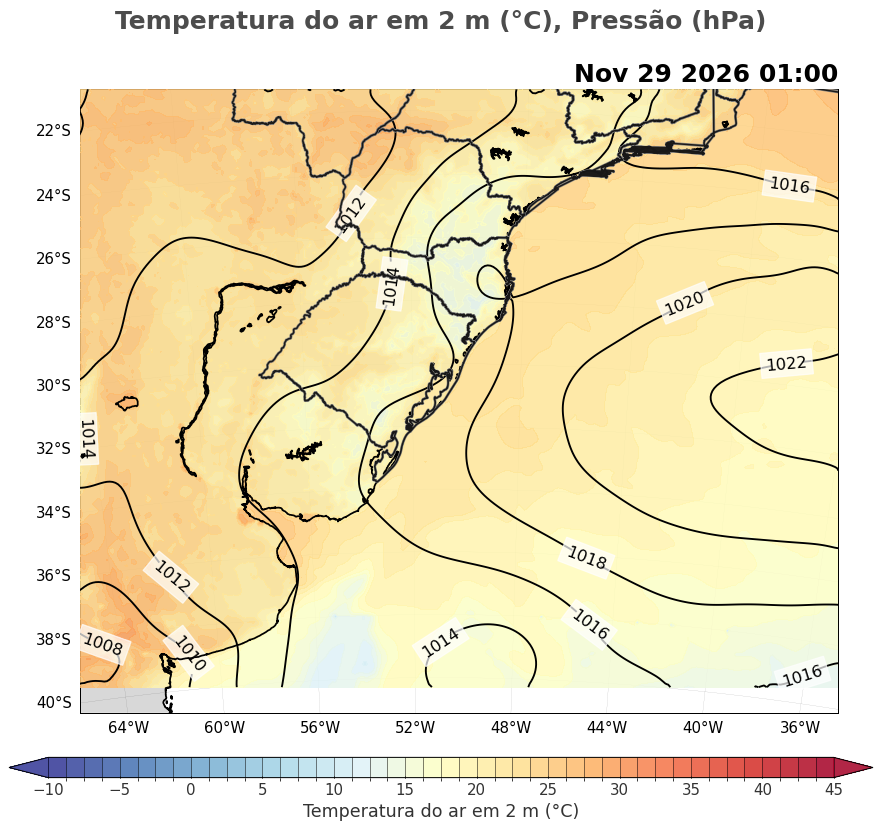 Temperatura do ar em 2 m (°C), Pressão (hPa)
Nov 29 2026 01:00
22°S
24°S
26°S
28°S
30°S
32°S
34°S
36°S
38°S
40°S
1016
1012
1014
1020
1022
1014
1018
1012
1016
1014
1008
1010
1016
64°W 60°W 56°W 52°W 48°W 44°W 40°W 36°W
−10 −5 0 5 10 15 20 25 30 35 40 45
Temperatura do ar em 2 m (°C)